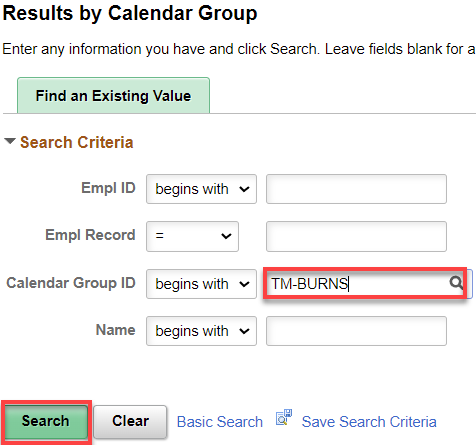 Results by Calendar Group
Enter any information you have and click Search. Leave fields blank for a
Find an Existing Value
Search Criteria
Empl ID begins with
Empl Record =
Calendar Group ID begins with TM-BURNS
Name begins with
Search Clear Basic Search Save Search Criteria